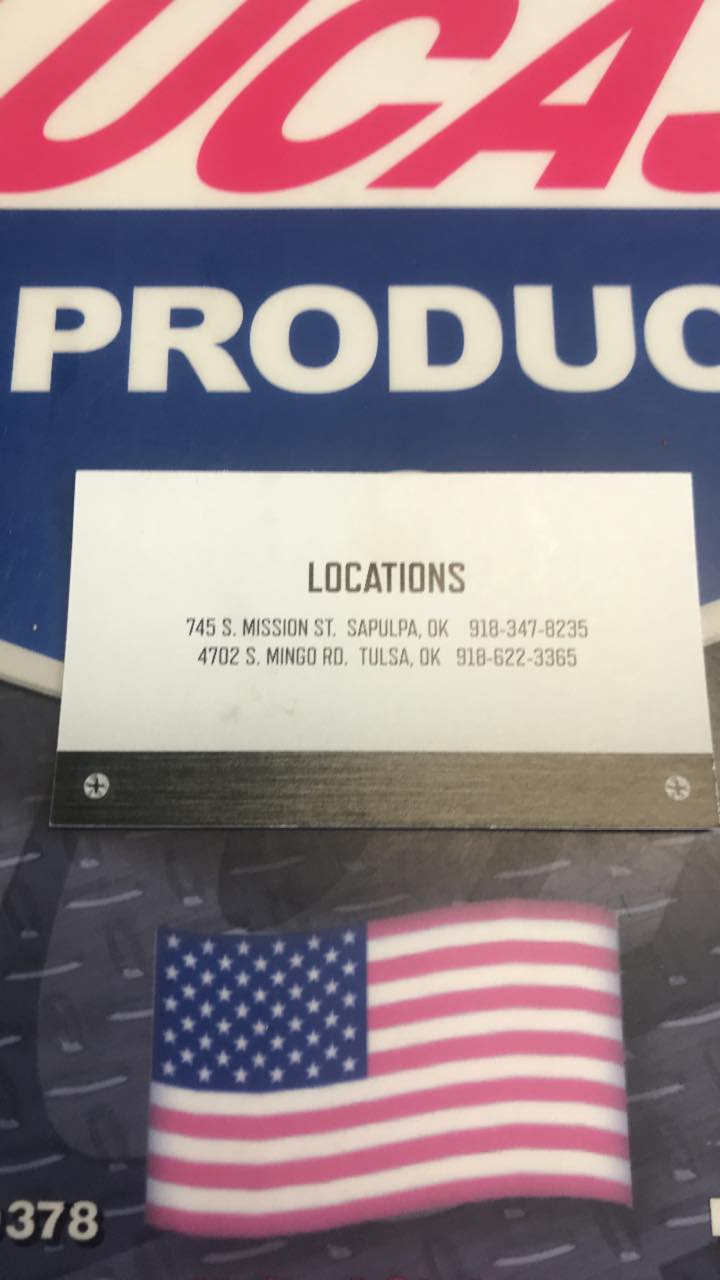 UCAS
PRODUC
LOCATIONS
745 S. MISSION ST. SAPULPA, OK 918-347-8235
4702 S. MINGO RD. TULSA, OK 918-622-3365
378